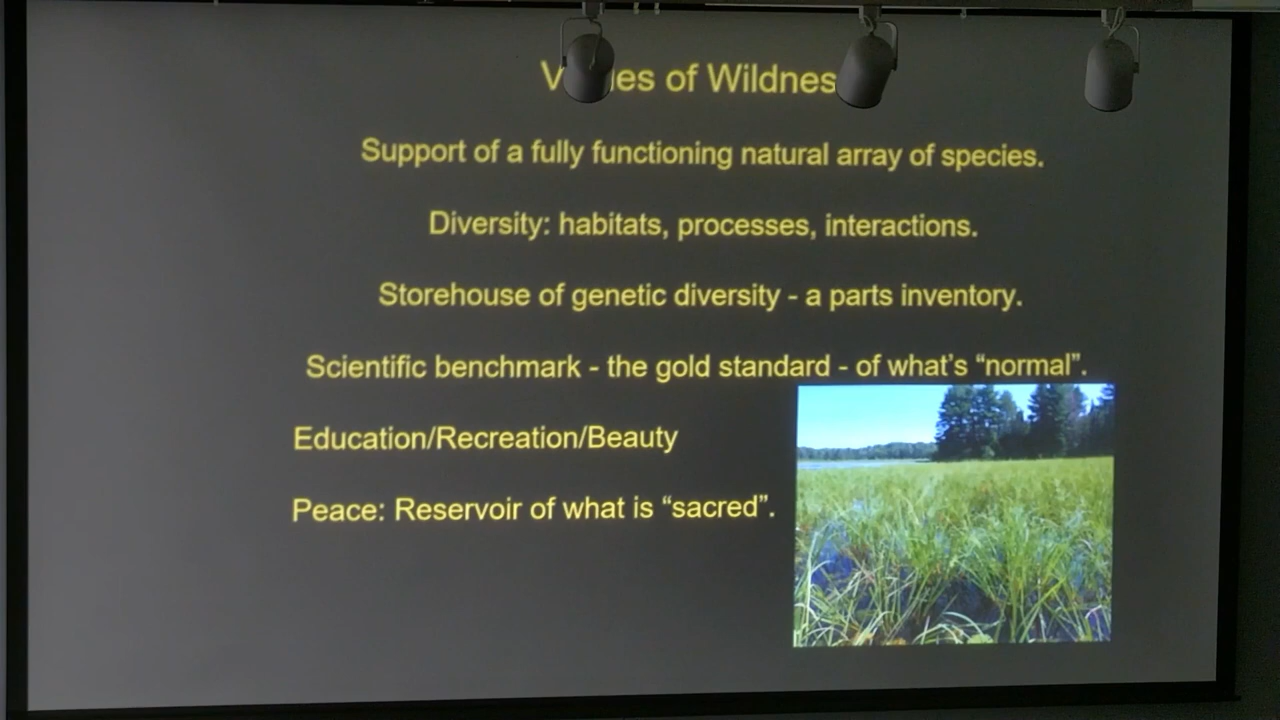 of Wildnes
Support of a fully functioning natural array of species.
Diversity: habitats, processes, interactions.
Storehouse of genetic diversity - a parts inventory.
Scientific benchmark - the gold standard - of what’s “normal”.
Education/Recreation/Beauty
Peace: Reservoir of what is “sacred”.